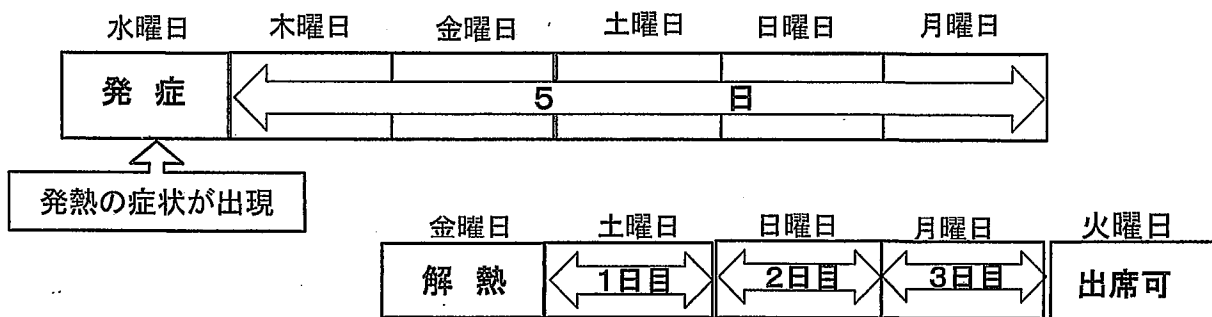 水曜日 木曜日 金曜日 土曜日 日曜日 月曜日
発 症 5 日
発熱の症状が出現
金曜日 土曜日 日曜日 月曜日 火曜日
解 熱 1日目 2日目 3日目 出席可